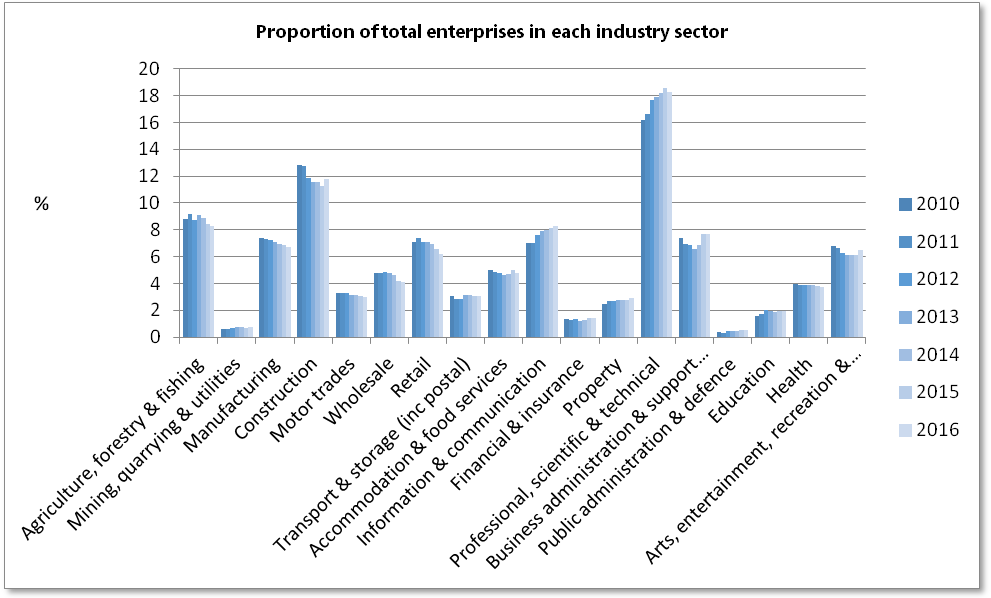 Proportion of total enterprises in each industry sector
%
20
18
16
14
12
10
8
6
4
2
0
Agriculture, forestry & fishing
Mining, quarrying & utilities
Manufacturing
Construction
Motor trades
Wholesale
Retail
Transport & storage (inc postal)
Accommodation & food services
Information & communication
Financial & insurance
Property
Professional, scientific & technical
Business administration & support...
Public administration & defence
Education
Health
Arts, entertainment, recreation &...
2010
2011
2012
2013
2014
2015
2016